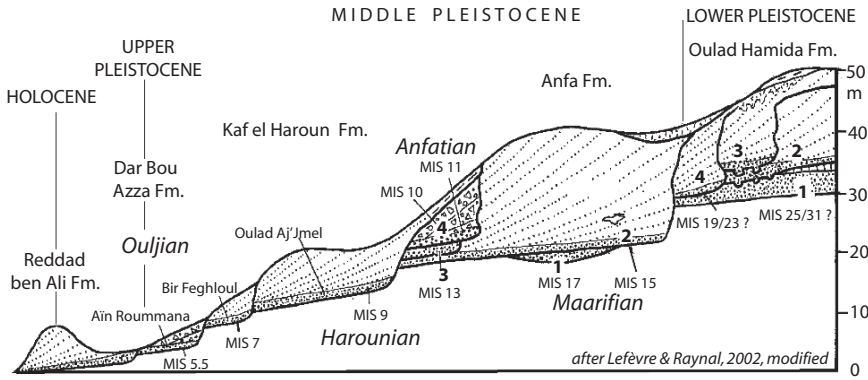 MIDDLE PLEISTOCENE
LOWER PLEISTOCENE
Oulad Hamida Fm.
UPPER
PLEISTOCENE
HOLOCENE
Anfa Fm.
Kaf el Haroun Fm.
Anfatian
MIS 11
MIS 10
Dar Bou
Azza Fm.
Ouljian
Oulad Aj'Jmel
Reddad
ben Ali Fm.
Bir Feghloul
Aïn Roummana
MIS 5.5
MIS 7
MIS 9
Harounian
4
3
MIS 13
1
MIS 17
2
MIS 15
Maarifian
3
2
4
1
MIS 19/23 ?
MIS 25/31 ?
50
m
40
30
20
10
0
after Lefèvre & Raynal, 2002, modified